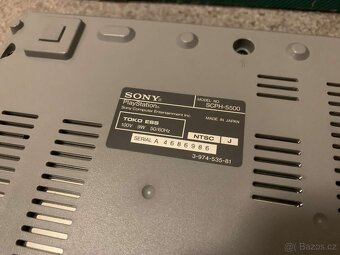 SONY
PlayStation
Sony Computer Entertainment Inc.
MODEL NO.
SCPH-5500
MADE IN JAPAN
TOKO E69
100V 9W 50/60Hz
NTSC J
SERIAL A 4686986
3-974-535-81
bazos.cz